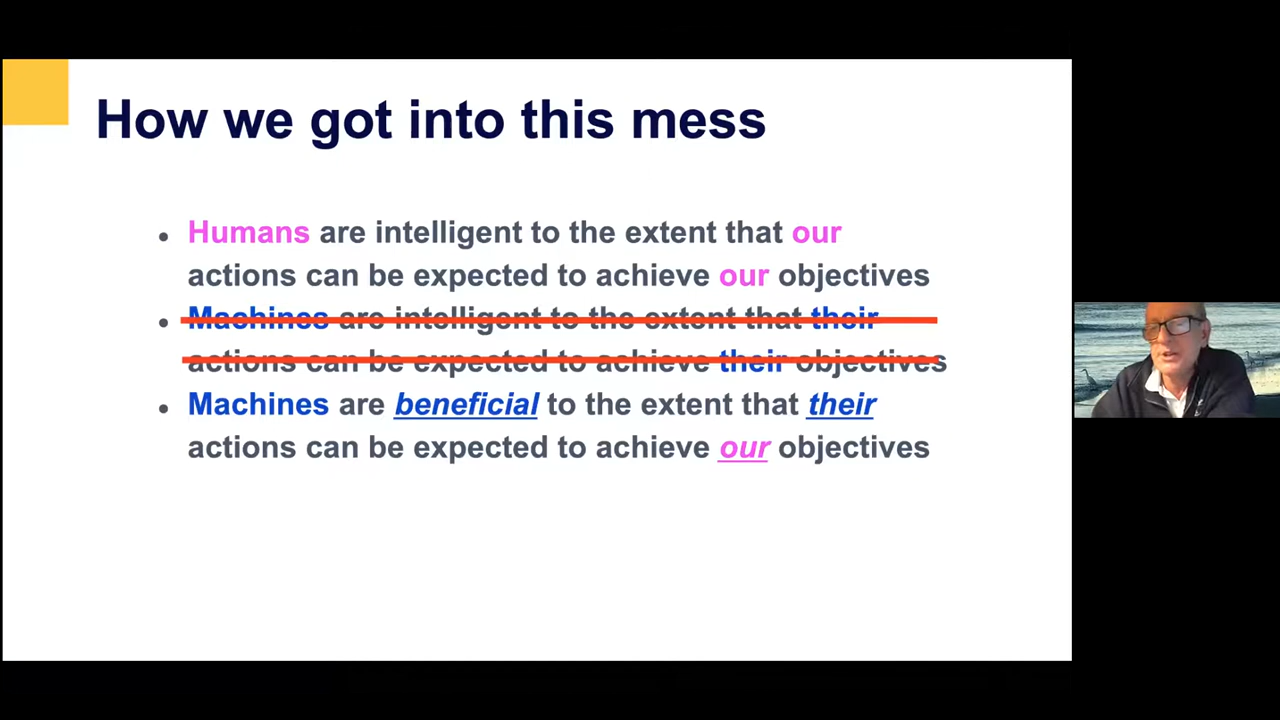 How we got into this mess
• Humans are intelligent to the extent that our
actions can be expected to achieve our objectives
• Machines are intelligent to the extent that their
actions can be expected to achieve their objectives
• Machines are beneficial to the extent that their
actions can be expected to achieve our objectives